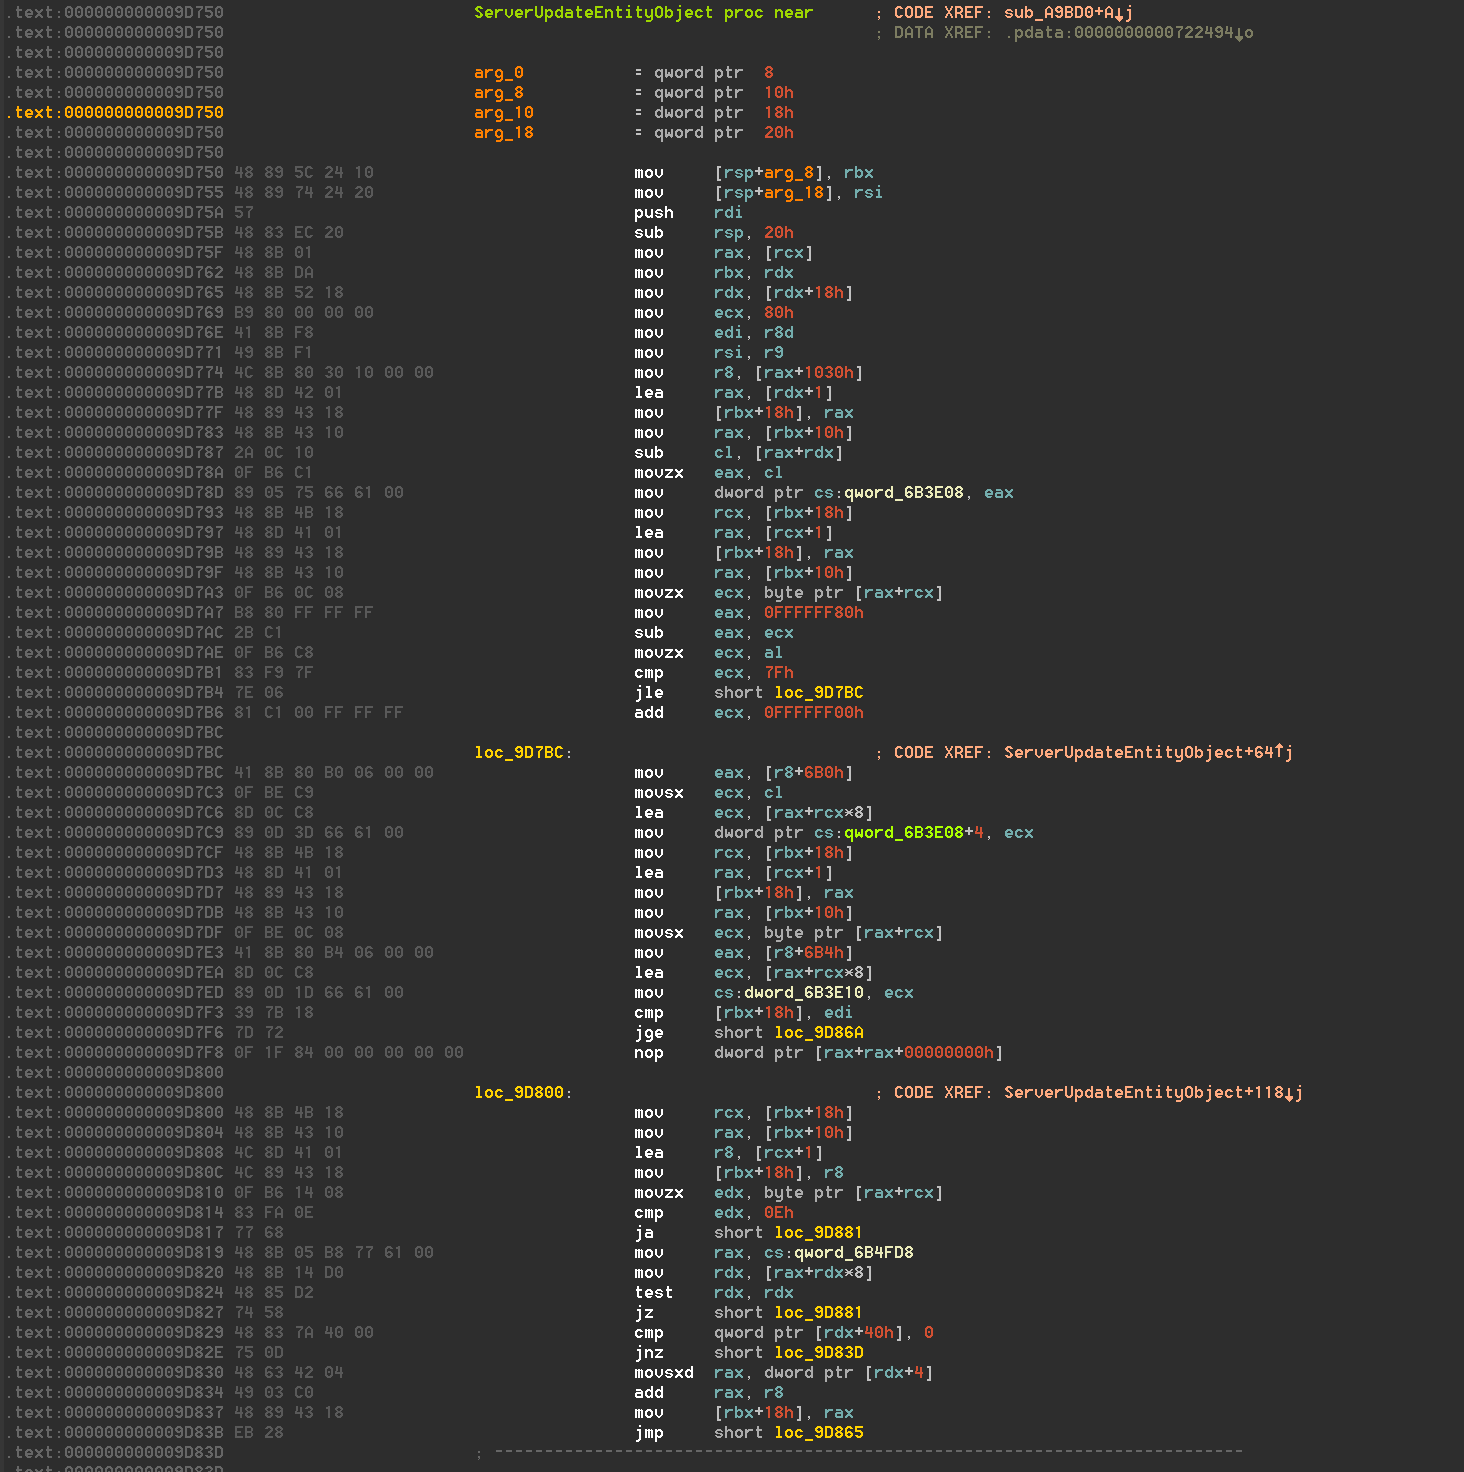 .text:000000000009D750 ServerUpdateEntityObject proc near ; CODE XREF: sub_A9BD0+A↓j
.text:000000000009D750 ; DATA XREF: .pdata:0000000000722494↓o
.text:000000000009D750
.text:000000000009D750 arg_0 = qword ptr 8
.text:000000000009D750 arg_8 = qword ptr 10h
.text:000000000009D750 arg_10 = dword ptr 18h
.text:000000000009D750 arg_18 = qword ptr 20h
.text:000000000009D750
.text:000000000009D750 48 89 5C 24 10 mov [rsp+arg_8], rbx
.text:000000000009D755 48 89 74 24 20 mov [rsp+arg_18], rsi
.text:000000000009D75A 57 push rdi
.text:000000000009D75B 48 83 EC 20 sub rsp, 20h
.text:000000000009D75F 48 8B 01 mov rax, [rcx]
.text:000000000009D762 48 8B DA mov rbx, rdx
.text:000000000009D765 48 8B 52 18 mov rdx, [rdx+18h]
.text:000000000009D769 B9 80 00 00 00 mov ecx, 80h
.text:000000000009D76E 41 8B F8 mov edi, r8d
.text:000000000009D771 49 8B F1 mov rsi, r9
.text:000000000009D774 4C 8B 80 30 10 00 00 mov r8, [rax+1030h]
.text:000000000009D77B 48 8D 42 01 lea rax, [rdx+1]
.text:000000000009D77F 48 89 43 18 mov [rbx+18h], rax
.text:000000000009D783 48 8B 43 10 mov rax, [rbx+10h]
.text:000000000009D787 2A 0C 10 sub cl, [rax+rdx]
.text:000000000009D78A 0F B6 C1 movzx eax, cl
.text:000000000009D78D 89 05 75 66 61 00 mov dword ptr cs:qword_6B3E08, eax
.text:000000000009D793 48 8B 4B 18 mov rcx, [rbx+18h]
.text:000000000009D797 48 8D 41 01 lea rax, [rcx+1]
.text:000000000009D79B 48 89 43 18 mov [rbx+18h], rax
.text:000000000009D79F 48 8B 43 10 mov rax, [rbx+10h]
.text:000000000009D7A3 0F B6 0C 08 movzx ecx, byte ptr [rax+rcx]
.text:000000000009D7A7 B8 80 FF FF FF mov eax, 0FFFFFF80h
.text:000000000009D7AC 2B C1 sub eax, ecx
.text:000000000009D7AE 0F B6 C8 movzx ecx, al
.text:000000000009D7B1 83 F9 7F cmp ecx, 7Fh
.text:000000000009D7B4 7E 06 jle short loc_9D7BC
.text:000000000009D7B6 81 C1 00 FF FF FF add ecx, 0FFFFFF00h
.text:000000000009D7BC
.text:000000000009D7BC loc_9D7BC: ; CODE XREF: ServerUpdateEntityObject+64↑j
.text:000000000009D7BC 41 8B 80 B0 06 00 00 mov eax, [r8+6B0h]
.text:000000000009D7C3 0F BE C9 movsx ecx, cl
.text:000000000009D7C6 8D 0C C8 lea ecx, [rax+rcx*8]
.text:000000000009D7C9 89 0D 3D 66 61 00 mov dword ptr cs:qword_6B3E08+4, ecx
.text:000000000009D7CF 48 8B 4B 18 mov rcx, [rbx+18h]
.text:000000000009D7D3 48 8D 41 01 lea rax, [rcx+1]
.text:000000000009D7D7 48 89 43 18 mov [rbx+18h], rax
.text:000000000009D7DB 48 8B 43 10 mov rax, [rbx+10h]
.text:000000000009D7DF 0F BE 0C 08 movsx ecx, byte ptr [rax+rcx]
.text:000000000009D7E3 41 8B 80 B4 06 00 00 mov eax, [r8+6B4h]
.text:000000000009D7EA 8D 0C C8 lea ecx, [rax+rcx*8]
.text:000000000009D7ED 89 0D 1D 66 61 00 mov cs:dword_6B3E10, ecx
.text:000000000009D7F3 39 7B 18 cmp [rbx+18h], edi
.text:000000000009D7F6 7D 72 jge short loc_9D86A
.text:000000000009D7F8 0F 1F 84 00 00 00 00 00 nop dword ptr [rax+rax+00000000h]
.text:000000000009D800
.text:000000000009D800 loc_9D800: ; CODE XREF: ServerUpdateEntityObject+118↓j
.text:000000000009D800 48 8B 4B 18 mov rcx, [rbx+18h]
.text:000000000009D804 48 8B 43 10 mov rax, [rbx+10h]
.text:000000000009D808 4C 8D 41 01 lea r8, [rcx+1]
.text:000000000009D80C 4C 89 43 18 mov [rbx+18h], r8
.text:000000000009D810 0F B6 14 08 movzx edx, byte ptr [rax+rcx]
.text:000000000009D814 83 FA 0E cmp edx, 0Eh
.text:000000000009D817 77 68 ja short loc_9D881
.text:000000000009D819 48 8B 05 B8 77 61 00 mov rax, cs:qword_6B4FD8
.text:000000000009D820 48 8B 14 D0 mov rdx, [rax+rdx*8]
.text:000000000009D824 48 85 D2 test rdx, rdx
.text:000000000009D827 74 58 jz short loc_9D881
.text:000000000009D829 48 83 7A 40 00 cmp qword ptr [rdx+40h], 0
.text:000000000009D82E 75 0D jnz short loc_9D83D
.text:000000000009D830 48 63 42 04 movsxd rax, dword ptr [rdx+4]
.text:000000000009D834 49 03 C0 add rax, r8
.text:000000000009D837 48 89 43 18 mov [rbx+18h], rax
.text:000000000009D83B EB 28 jmp short loc_9D865
.text:000000000009D83D ; ---------------------------------------------------------------------------
.text:000000000009D83D